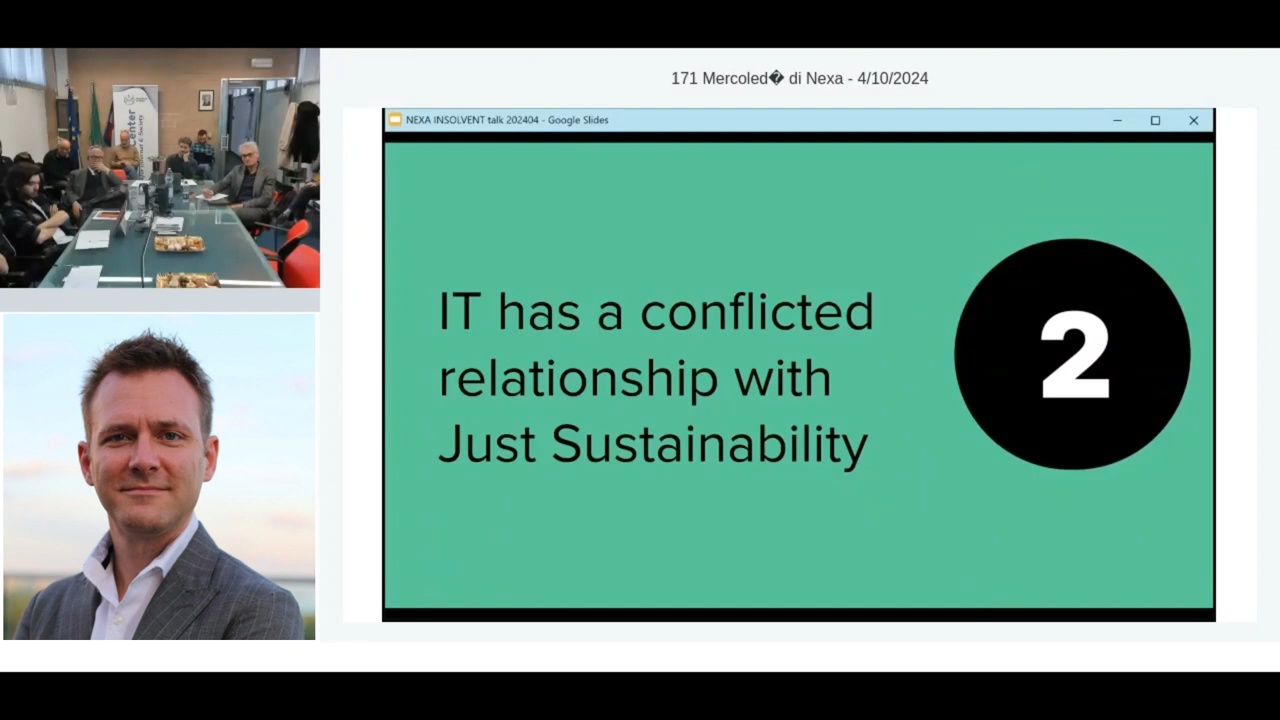 171 Mercoled� di Nexa - 4/10/2024
NEXA INSOLVENT talk 202404 - Google Slides
IT has a conflicted
relationship with
Just Sustainability
2